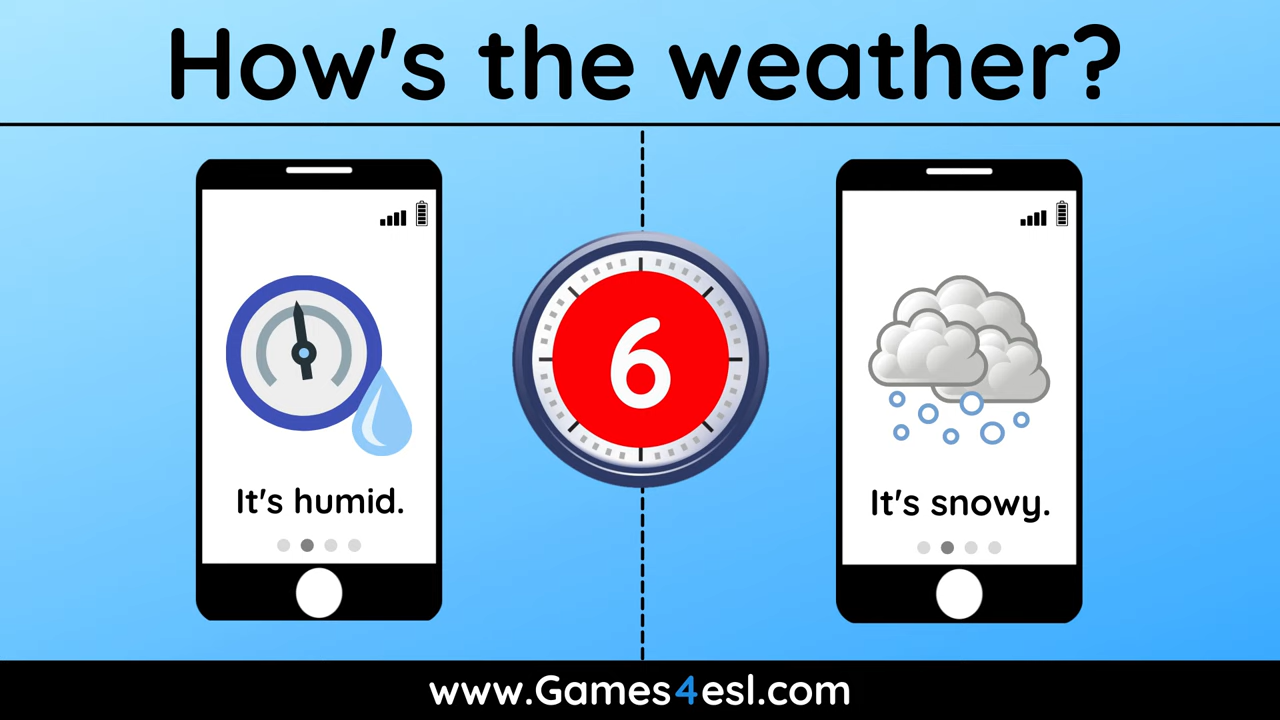 How's the weather?
It's humid.
6
It's snowy.
www.Games4esl.com